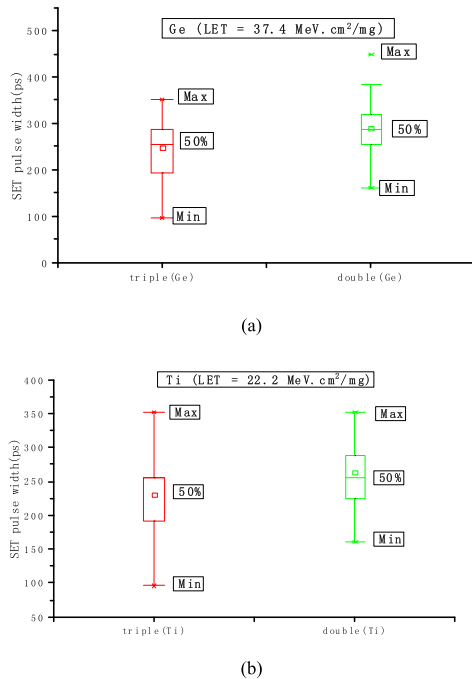 Ge (LET = 37.4 MeV.cm²/mg)
SET pulse width(ps)
500
400
300
200
100
0
Max
50%
Min
Max
50%
Min
triple(Ge)
double(Ge)
(a)
Ti (LET = 22.2 MeV.cm²/mg)
SET pulse width(ps)
400
350
300
250
200
150
100
50
Max
50%
Min
Max
50%
Min
triple(Ti)
double(Ti)
(b)